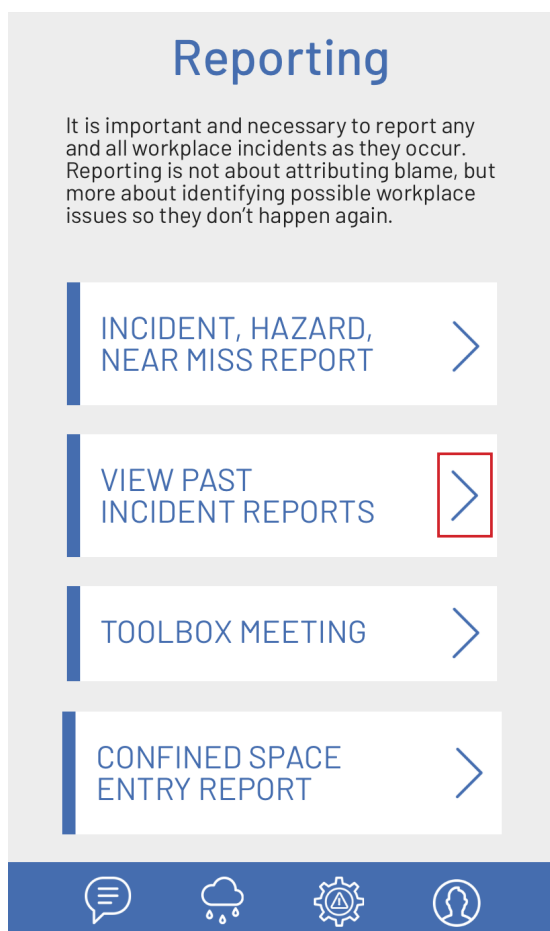 Reporting
It is important and necessary to report any
and all workplace incidents as they occur.
Reporting is not about attributing blame, but
more about identifying possible workplace
issues so they don't happen again.
INCIDENT, HAZARD,
NEAR MISS REPORT
VIEW PAST
INCIDENT REPORTS
TOOLBOX MEETING
CONFINED SPACE
ENTRY REPORT